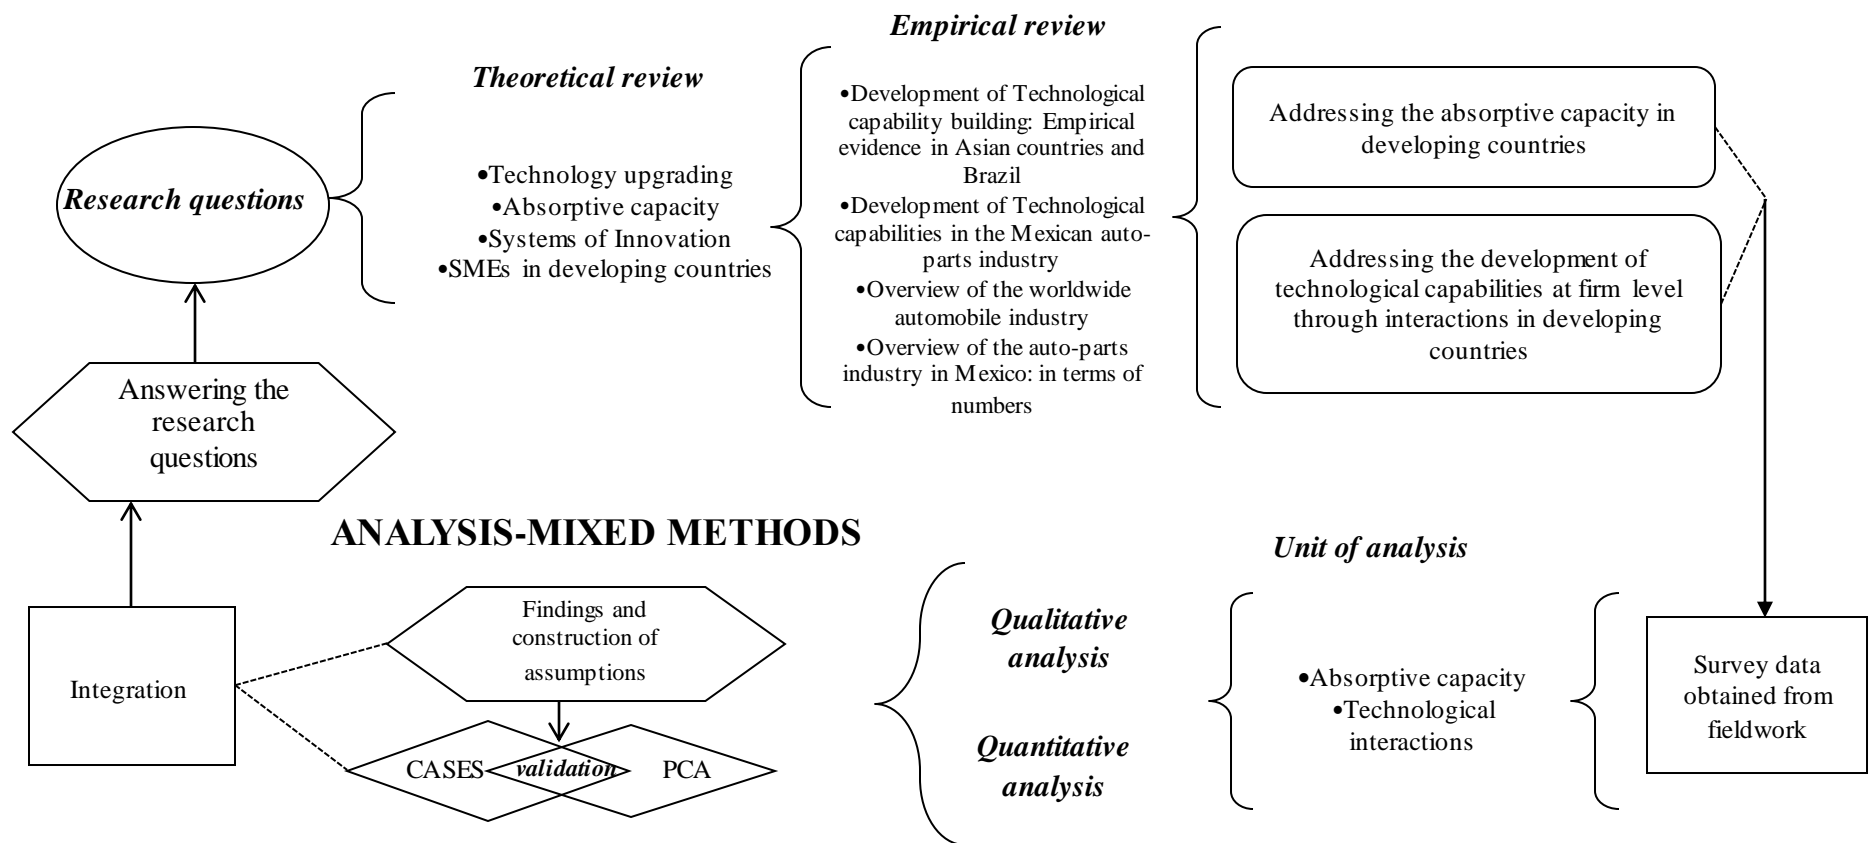 Research questions
Theoretical review
•Technology upgrading
•Absorptive capacity
•Systems of Innovation
•SMEs in developing countries
Empirical review
•Development of Technological
capability building: Empirical
evidence in Asian countries and
Brazil
•Development of Technological
capabilities in the Mexican auto-
parts industry
•Overview of the worldwide
automobile industry
•Overview of the auto-parts
industry in Mexico: in terms of
numbers
Addressing the absorptive capacity in
developing countries
Addressing the development of
technological capabilities at firm level
through interactions in developing
countries
Answering the
research
questions
ANALYSIS-MIXED METHODS
Integration
Findings and
construction of
assumptions
CASES
validation
PCA
Qualitative
analysis
Quantitative
analysis
Unit of analysis
•Absorptive capacity
•Technological
interactions
Survey data
obtained from
fieldwork